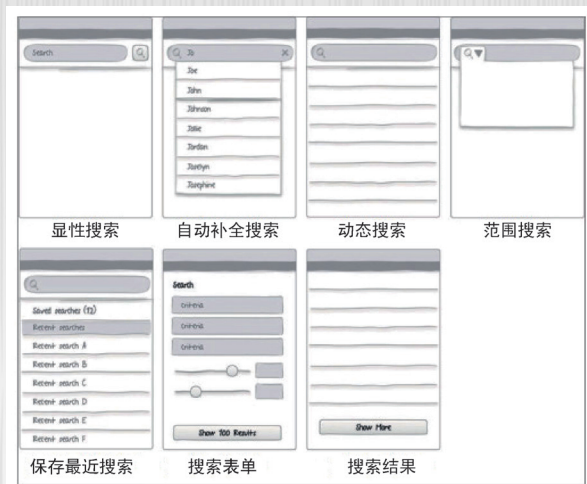 Search
Jo
Joe
John
Johnson
Jolie
Jordan
Jocelyn
Josephine
显性搜索
自动补全搜索
动态搜索
范围搜索
Saved searches (12)
Recent searches
Recent search A
Recent search B
Recent search C
Recent search D
Recent search E
Recent search F
保存最近搜索
Search
Criteria
Criteria
Criteria
Show 700 Results
搜索表单
Show More
搜索结果